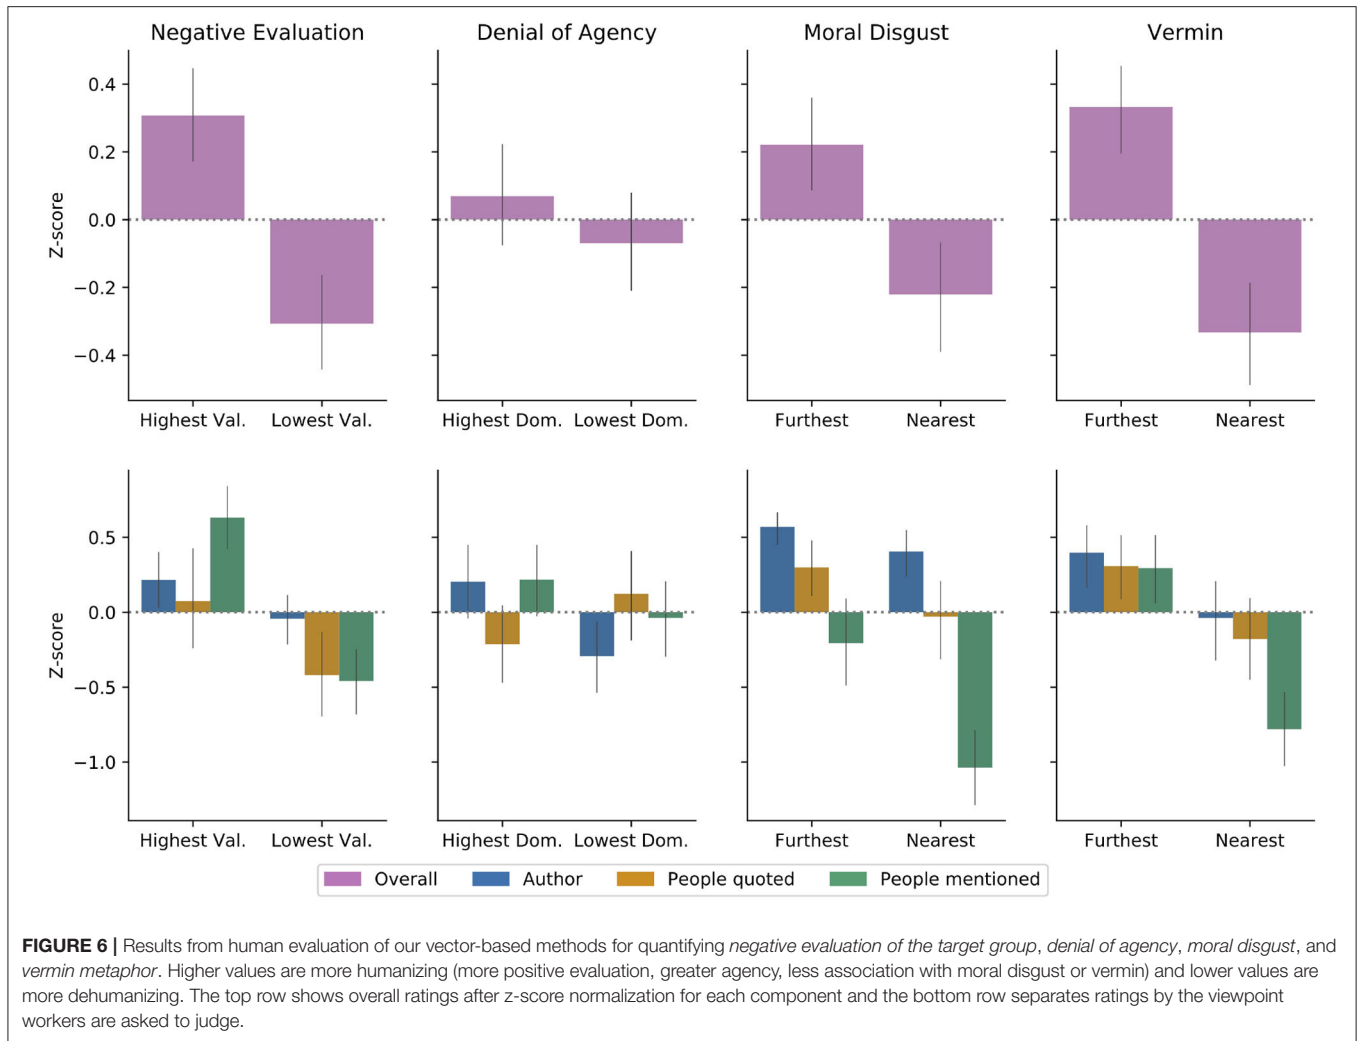 Negative Evaluation
Denial of Agency
Moral Disgust
Vermin
Z-score
0.4
0.2
0.0
−0.2
−0.4
Highest Val. Lowest Val.
Highest Dom. Lowest Dom.
Furthest Nearest
Furthest Nearest
Z-score
0.5
0.0
−0.5
−1.0
Highest Val. Lowest Val.
Highest Dom. Lowest Dom.
Furthest Nearest
Furthest Nearest
Overall Author People quoted People mentioned
FIGURE 6 | Results from human evaluation of our vector-based methods for quantifying negative evaluation of the target group, denial of agency, moral disgust, and
vermin metaphor. Higher values are more humanizing (more positive evaluation, greater agency, less association with moral disgust or vermin) and lower values are
more dehumanizing. The top row shows overall ratings after z-score normalization for each component and the bottom row separates ratings by the viewpoint
workers are asked to judge.